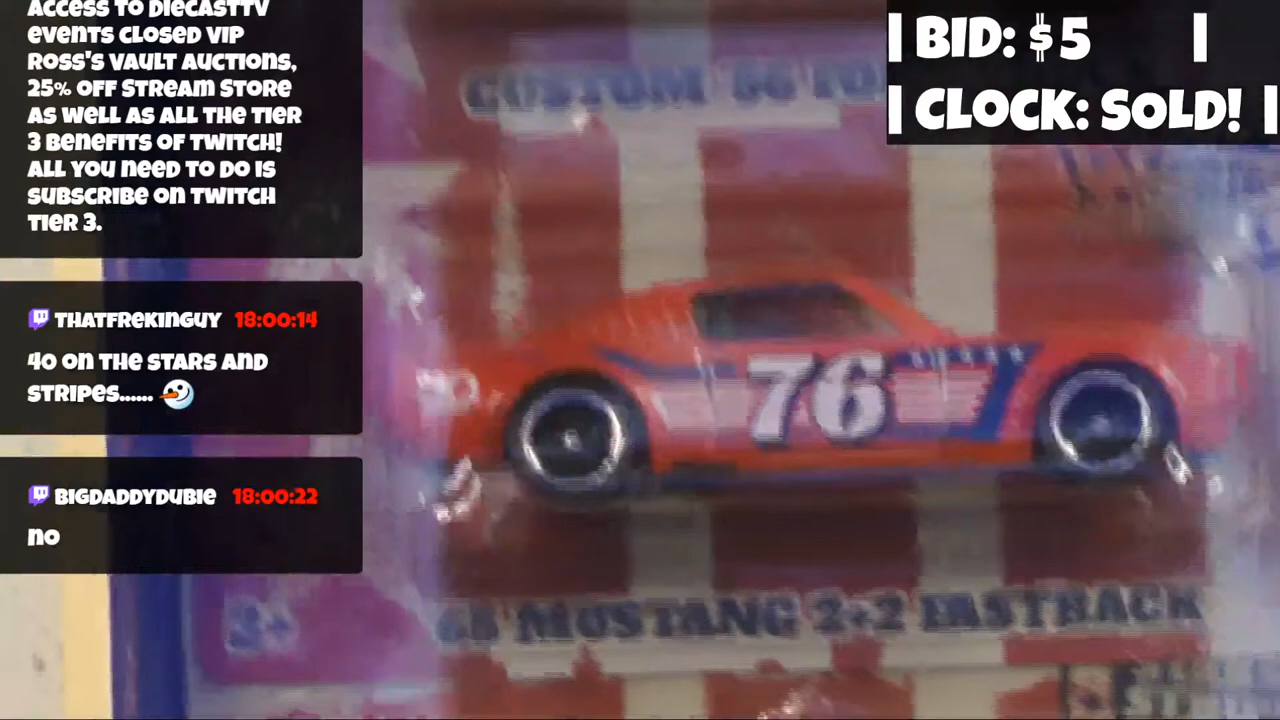 ACCESS TO DIECASTTV
EVENTS CLOSED VIP
ROSS'S VAULT AUCTIONS,
25% OFF STREAM STORE
AS WELL AS ALL THE TIER
3 BENEFITS OF TWITCH!
ALL YOU NEED TO DO IS
SUBSCRIBE ON TWITCH
TIER 3.
THATFREKINGUY 18:00:14
40 ON THE STARS AND
STRIPES......
BIGDADDYDUBIE 18:00:22
NO
| BID: $5 |
| CLOCK: SOLD! |
CUSTOM '66
76
3+
MUSTANG 2+2 FASTBACK